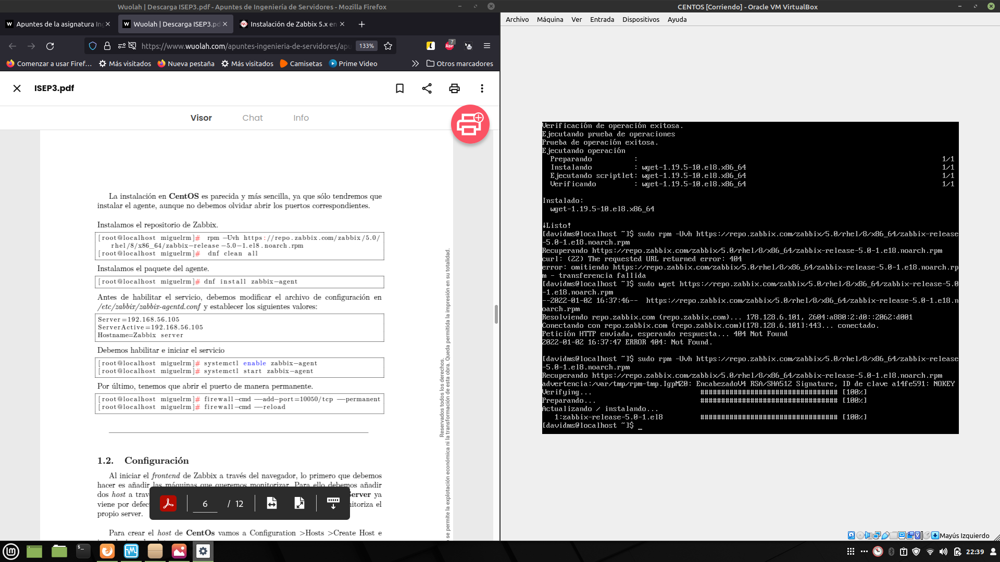 Wuolah | Descarga ISEP3.pdf - Apuntes de Ingeniería de Servidores - Mozilla Firefox
Apuntes de la asignatura In
Wuolah | Descarga ISEP3.pd
Instalación de Zabbix 5.x en
https://www.wuolah.com/apuntes-ingenieria-de-servidores/apu
133%
7
ABP
Comenzar a usar Firef...
Más visitados
Nueva pestaña
Más visitados
Camisetas
Prime Video
Otros marcadores
ISEP3.pdf
Visor
Chat
Info
La instalación en CentOS es parecida y más sencilla, ya que sólo tendremos que
instalar el agente, aunque no debemos olvidar abrir los puertos correspondientes.
Instalamos el repositorio de Zabbix.
[root@localhost miguelrm]# rpm -Uvh https://repo.zabbix.com/zabbix/5.0/
rhel/8/x86_64/zabbix-release-5.0-1.el8.noarch.rpm
[root@localhost miguelrm]# dnf clean all
Instalamos el paquete del agente.
[root@localhost miguelrm]# dnf install zabbix-agent
Antes de habilitar el servicio, debemos modificar el archivo de configuración en
/etc/zabbix/zabbix-agentd.conf y establecer los siguientes valores:
Server=192.168.56.105
ServerActive=192.168.56.105
Hostname=Zabbix server
Debemos habilitar e iniciar el servicio
[root@localhost miguelrm]# systemctl enable zabbix-agent
[root@localhost miguelrm]# systemctl start zabbix-agent
Por último, tenemos que abrir el puerto de manera permanente.
[root@localhost miguelrm]# firewall-cmd --add-port=10050/tcp --permanent
[root@localhost miguelrm]# firewall-cmd --reload
1.2. Configuración
Al iniciar el frontend de Zabbix a través del navegador, lo primero que debemos
hacer es añadir las máquinas que queremos monitorizar. Para ello debemos añadir
dos host a trav
Server ya
viene por defec
nitoriza el
propio server.
Para crear el host de CentOs vamos a Configuration >Hosts >Create Host e
6 / 12
Reservados todos los derechos.
se permite la explotación económica ni la transformación de esta obra. Queda permitida la impresión en su totalidad.
CENTOS [Corriendo] - Oracle VM VirtualBox
Archivo Máquina Ver Entrada Dispositivos Ayuda
Verificación de operación exitosa.
Ejecutando prueba de operaciones
Prueba de operación exitosa.
Ejecutando operación
Preparando : 1/1
Instalando : wget-1.19.5-10.el8.x86_64 1/1
Ejecutando scriptlet: wget-1.19.5-10.el8.x86_64 1/1
Verificando : wget-1.19.5-10.el8.x86_64 1/1
Instalado:
wget-1.19.5-10.el8.x86_64
¡Listo!
[davidms@localhost ~]$ sudo rpm -Uvh https://repo.zabbix.com/zabbix/5.0/rhel/8/x86_64/zabbix-release
-5.0-1.e18.noarch.rpm
Recuperando https://repo.zabbix.com/zabbix/5.0/rhel/8/x86_64/zabbix-release-5.0-1.e18.noarch.rpm
curl: (22) The requested URL returned error: 404
error: omitiendo https://repo.zabbix.com/zabbix/5.0/rhel/8/x86_64/zabbix-release-5.0-1.e18.noarch.rp
m - transferencia fallida
[davidms@localhost ~]$ sudo wget https://repo.zabbix.com/zabbix/5.0/rhel/8/x86_64/zabbix-release-5.0
-1.e18.noarch.rpm
--2022-01-02 16:37:46-- https://repo.zabbix.com/zabbix/5.0/rhel/8/x86_64/zabbix-release-5.0-1.e18.n
oarch.rpm
Resolviendo repo.zabbix.com (repo.zabbix.com)... 178.128.6.101, 2604:a880:2:d0::2062:d001
Conectando con repo.zabbix.com (repo.zabbix.com)[178.128.6.101]:443... conectado.
Petición HTTP enviada, esperando respuesta... 404 Not Found
2022-01-02 16:37:47 ERROR 404: Not Found.
[davidms@localhost ~]$ sudo rpm -Uvh https://repo.zabbix.com/zabbix/5.0/rhel/8/x86_64/zabbix-release
-5.0-1.el8.noarch.rpm
Recuperando https://repo.zabbix.com/zabbix/5.0/rhel/8/x86_64/zabbix-release-5.0-1.el8.noarch.rpm
advertencia:/var/tmp/rpm-tmp.IgpM20: EncabezadoV4 RSA/SHA512 Signature, ID de clave a14fe591: NOKEY
Verifying... ################################# [100%]
Preparando... ################################# [100%]
Actualizando / instalando...
1:zabbix-release-5.0-1.el8 ################################# [100%]
[davidms@localhost ~]$ _
Mayús Izquierdo
22:39